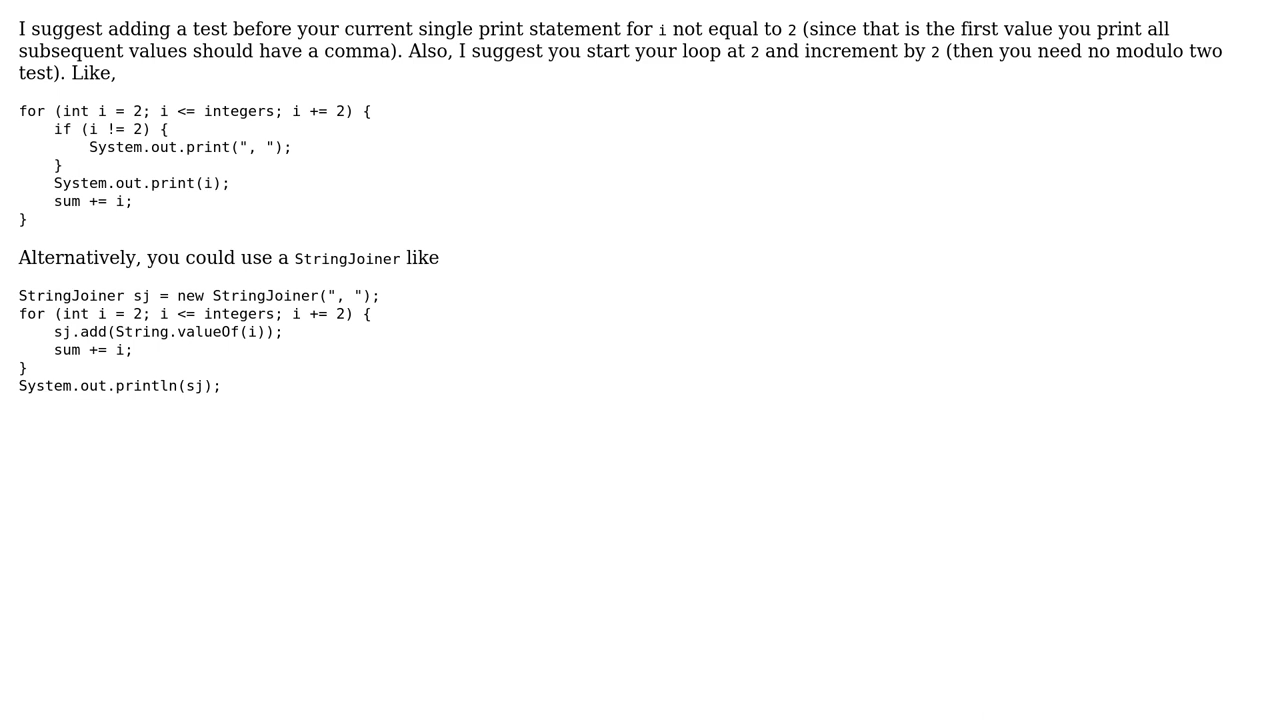 I suggest adding a test before your current single print statement for i not equal to 2 (since that is the first value you print all
subsequent values should have a comma). Also, I suggest you start your loop at 2 and increment by 2 (then you need no modulo two
test). Like,
for (int i = 2; i <= integers; i += 2) {
    if (i != 2) {
        System.out.print(", ");
    }
    System.out.print(i);
    sum += i;
}
Alternatively, you could use a StringJoiner like
StringJoiner sj = new StringJoiner(", ");
for (int i = 2; i <= integers; i += 2) {
    sj.add(String.valueOf(i));
    sum += i;
}
System.out.println(sj);